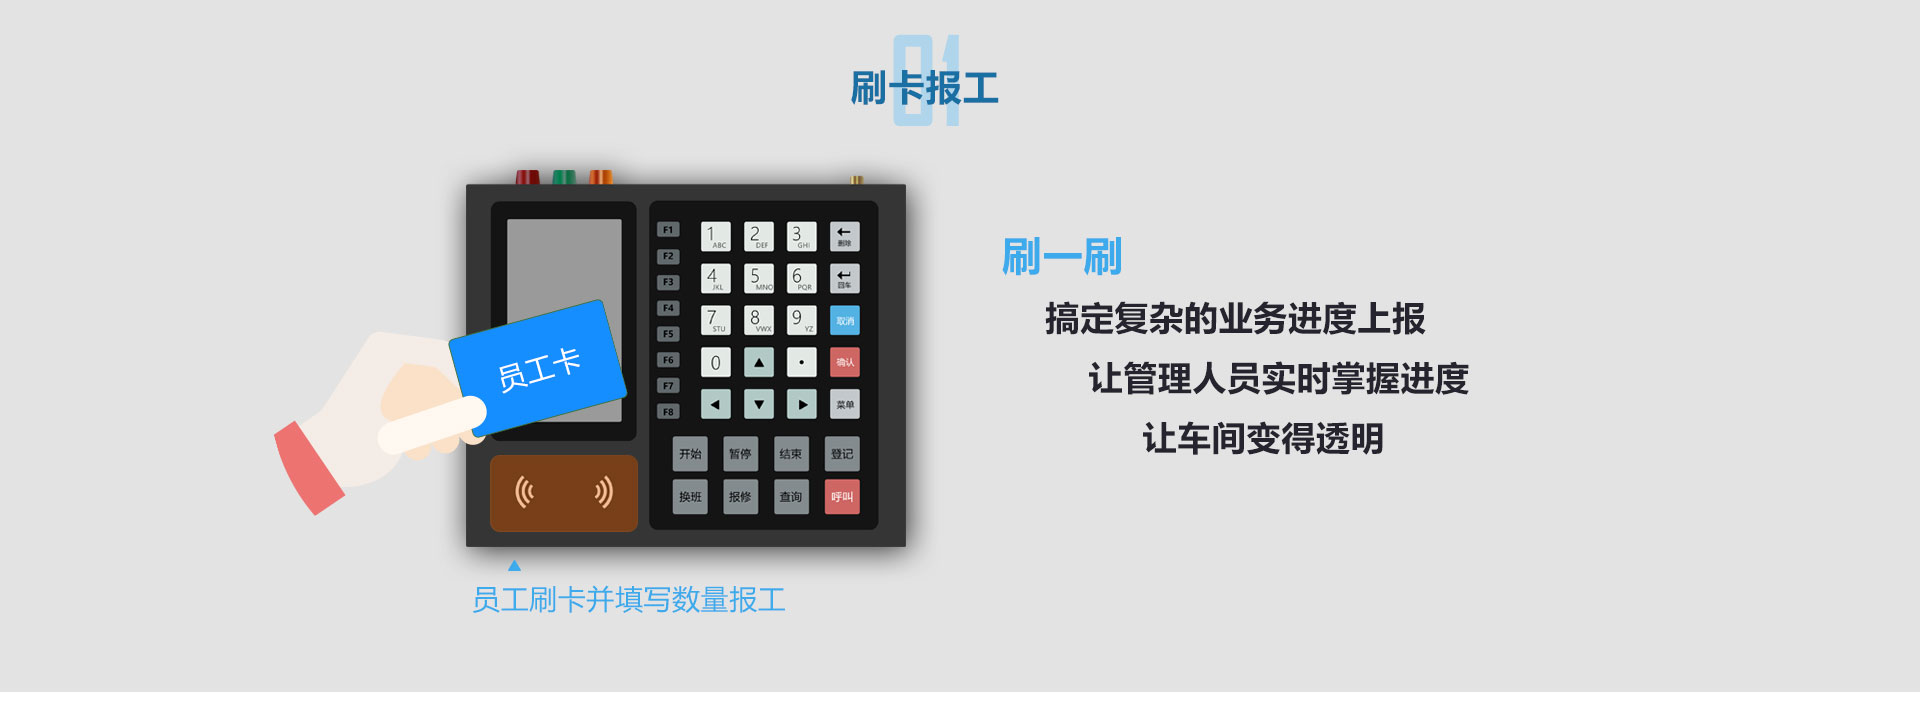 01
刷卡报工
F1
1 ABC
2 DEF
3 GHI
删除
F2
F3
4 JKL
5 MNO
6 PQR
回车
F4
F5
7 STU
8 VWX
9 YZ
取消
F6
0
确认
F7
F8
菜单
员工卡
开始
暂停
结束
登记
换班
报修
查询
呼叫
员工刷卡并填写数量报工
刷一刷
搞定复杂的业务进度上报
让管理人员实时掌握进度
让车间变得透明